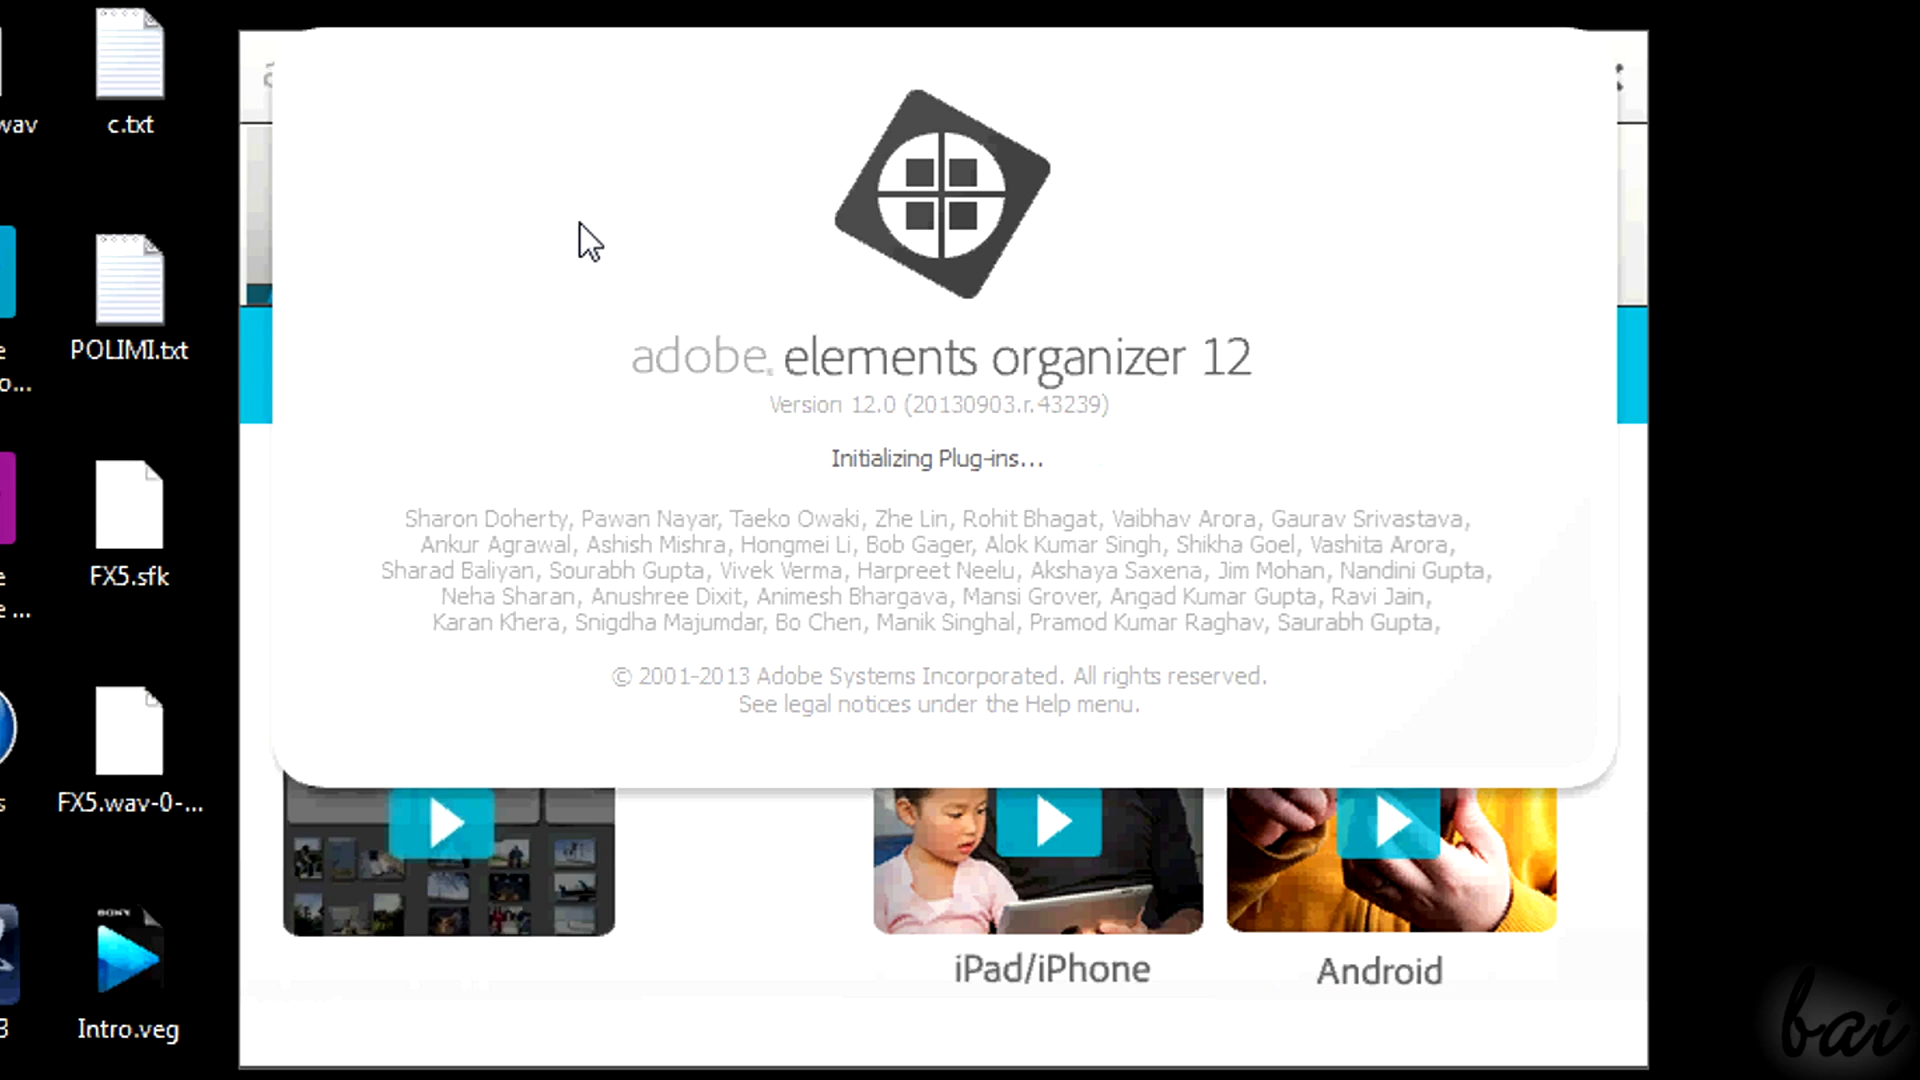 wav
c.txt
POLIMI.txt
o...
FX5.sfk
e ...
FX5.wav-0-...
s
SONY
Intro.veg
3
adobe. elements organizer 12
Version 12.0 (20130903.r.43239)
Initializing Plug-ins...
Sharon Doherty, Pawan Nayar, Taeko Owaki, Zhe Lin, Rohit Bhagat, Vaibhav Arora, Gaurav Srivastava,
Ankur Agrawal, Ashish Mishra, Hongmei Li, Bob Gager, Alok Kumar Singh, Shikha Goel, Vashita Arora,
Sharad Baliyan, Sourabh Gupta, Vivek Verma, Harpreet Neelu, Akshaya Saxena, Jim Mohan, Nandini Gupta,
Neha Sharan, Anushree Dixit, Animesh Bhargava, Mansi Grover, Angad Kumar Gupta, Ravi Jain,
Karan Khera, Snigdha Majumdar, Bo Chen, Manik Singhal, Pramod Kumar Raghav, Saurabh Gupta,
© 2001-2013 Adobe Systems Incorporated. All rights reserved.
See legal notices under the Help menu.
iPad/iPhone
Android
bai